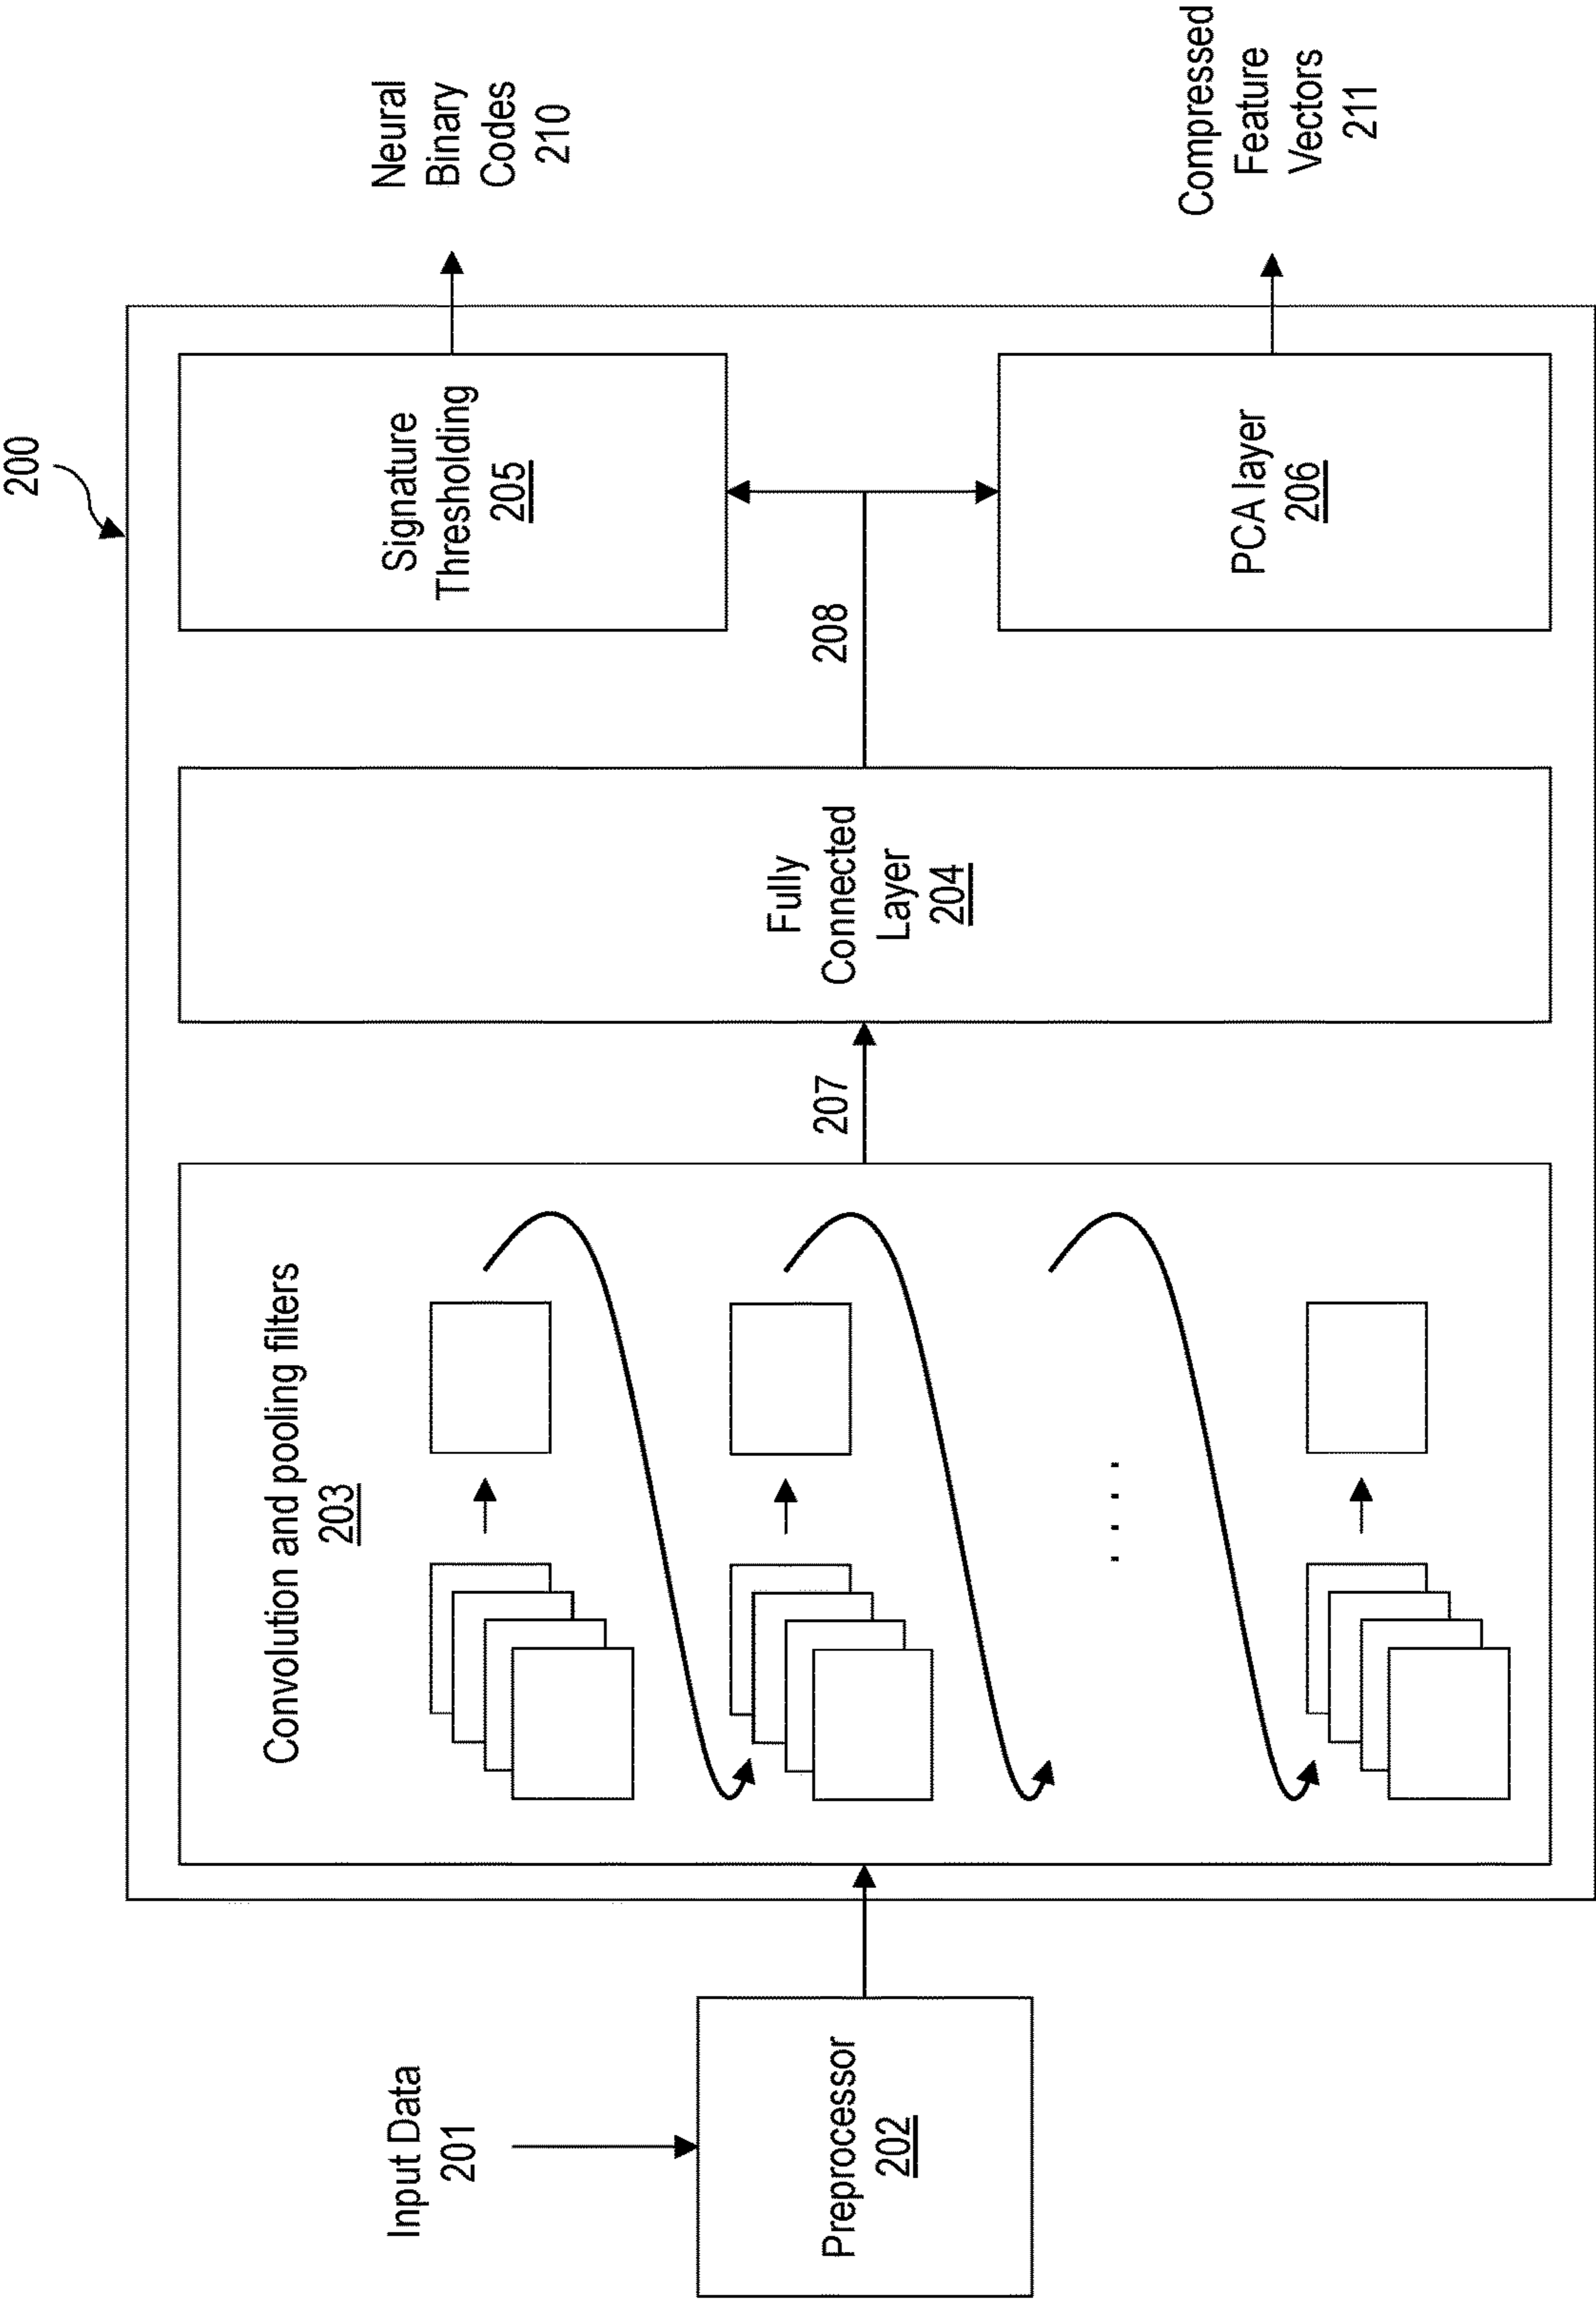 200
Input Data
201
Preprocessor
202
Convolution and pooling filters
203
. . . .
207
Fully
Connected
Layer
204
208
Signature
Thresholding
205
PCA layer
206
Neural
Binary
Codes
210
Compressed
Feature
Vectors
211